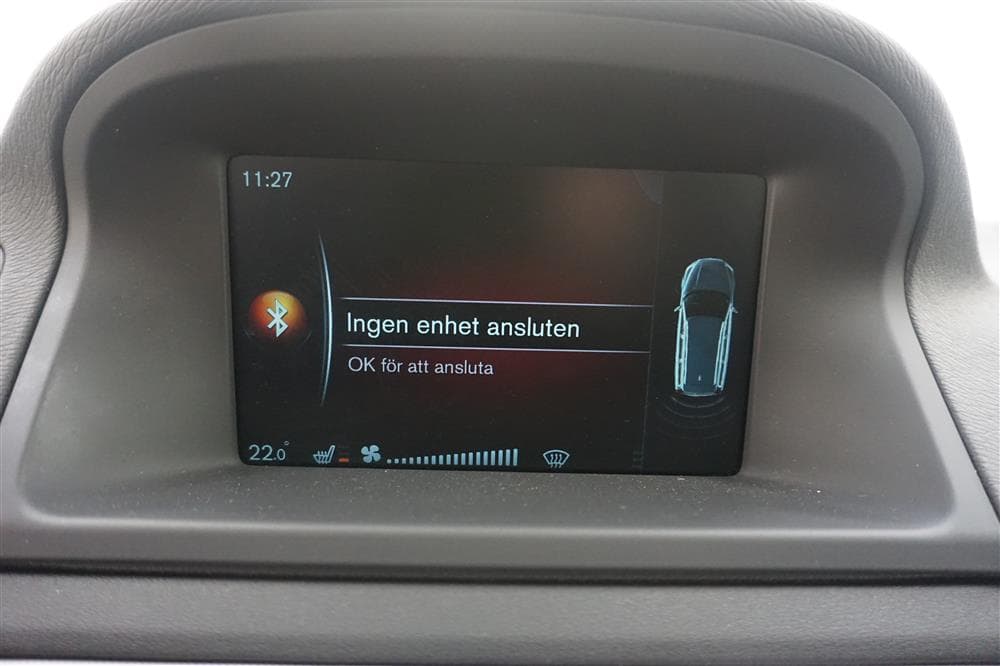 11:27
Ingen enhet ansluten
OK för att ansluta
22.0°